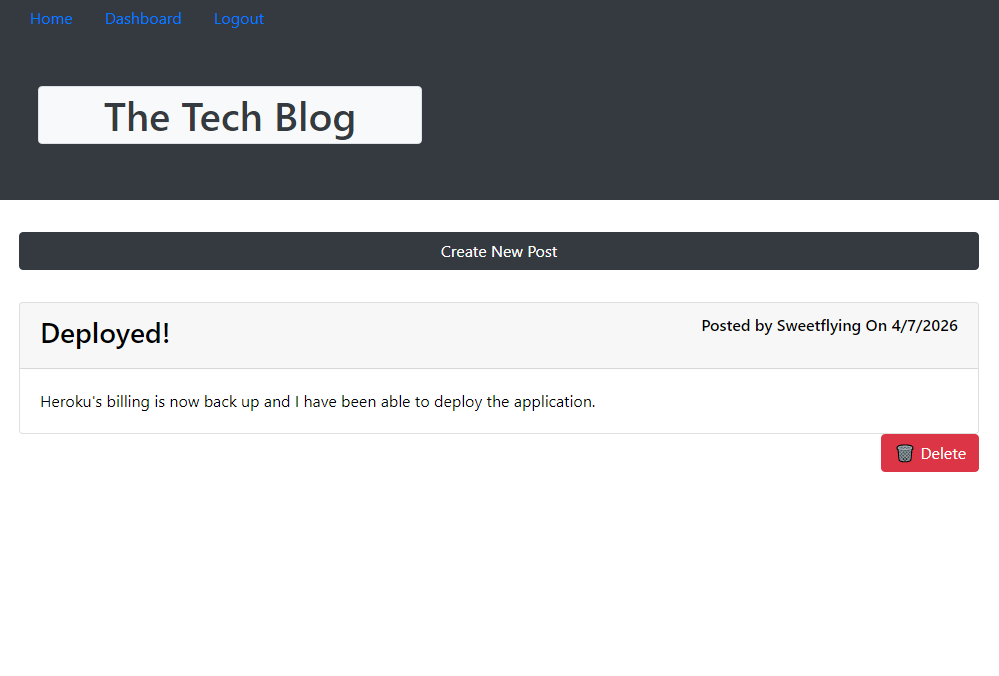 Home Dashboard Logout
The Tech Blog
Create New Post
Deployed! Posted by Sweetflying On 4/7/2026
Heroku's billing is now back up and I have been able to deploy the application.
Delete